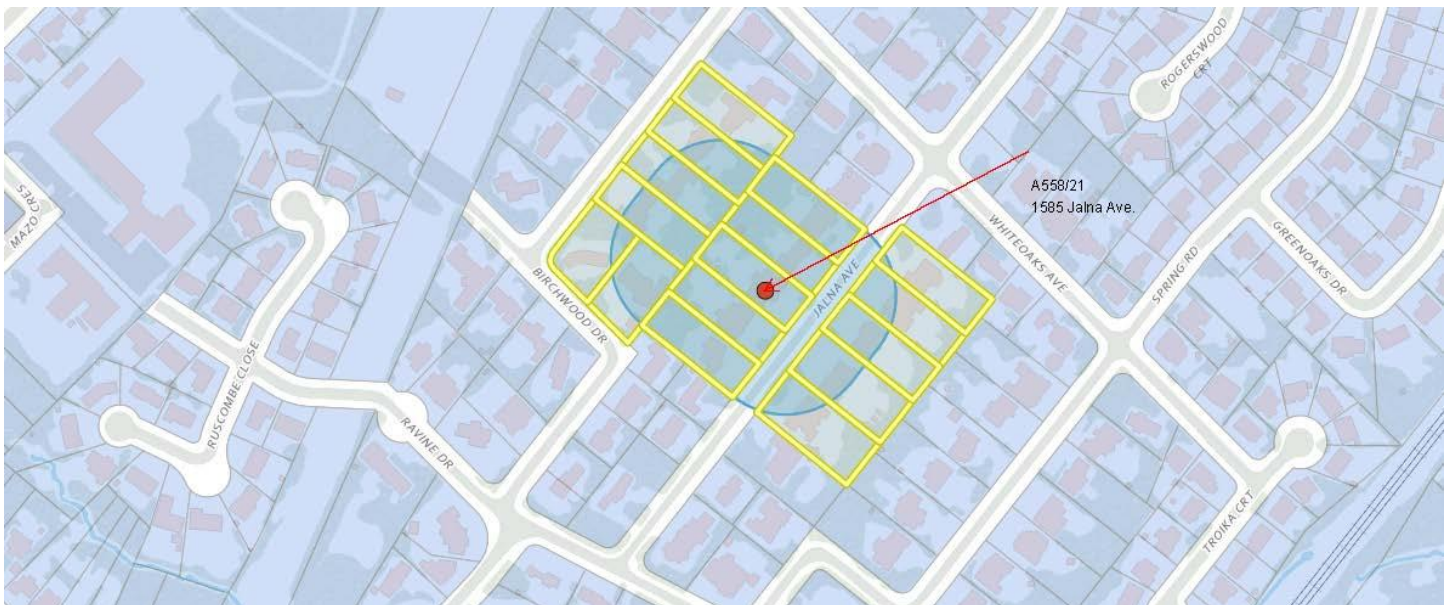 ROGERSWOOD
CRT
A558/21
1585 Jalna Ave.
MAZO CRES
WHITEOAKS AVE
SPRING RD
GREENOAKS DR
BIRCHWOOD DR
JALNA AVE
RUSCOMBE CLOSE
RAVINE DR
TROIKA CRT